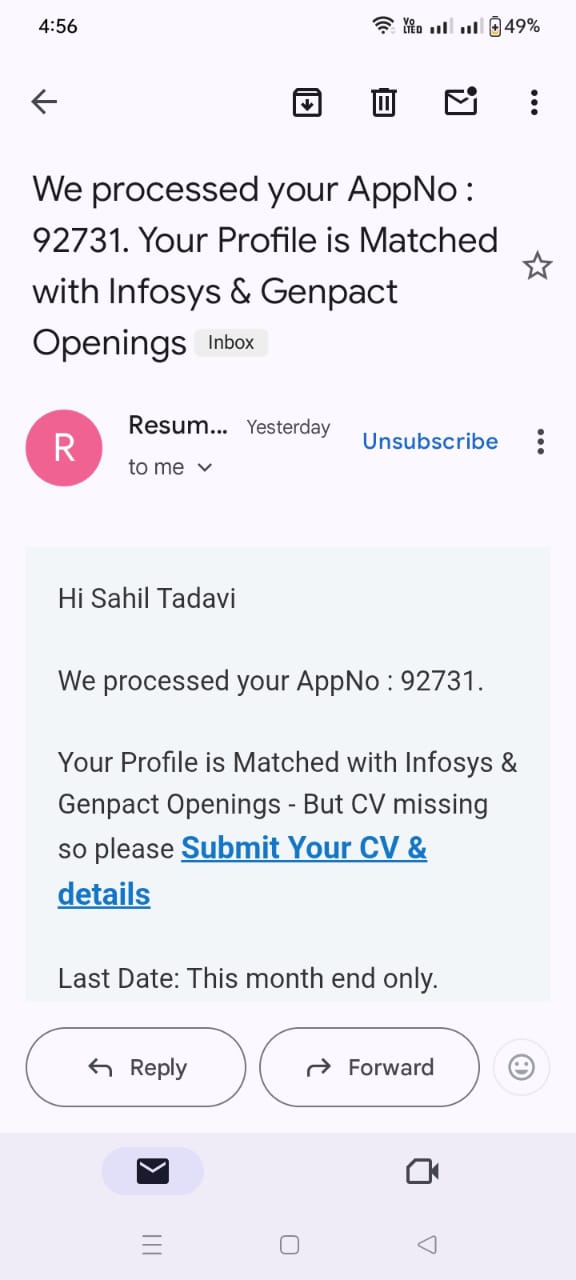 4:56
Vo LTED
49%
We processed your AppNo :
92731. Your Profile is Matched
with Infosys & Genpact
Openings Inbox
R
Resum... Yesterday
Unsubscribe
to me
Hi Sahil Tadavi
We processed your AppNo : 92731.
Your Profile is Matched with Infosys &
Genpact Openings - But CV missing
so please Submit Your CV &
details
Last Date: This month end only.
Reply
Forward